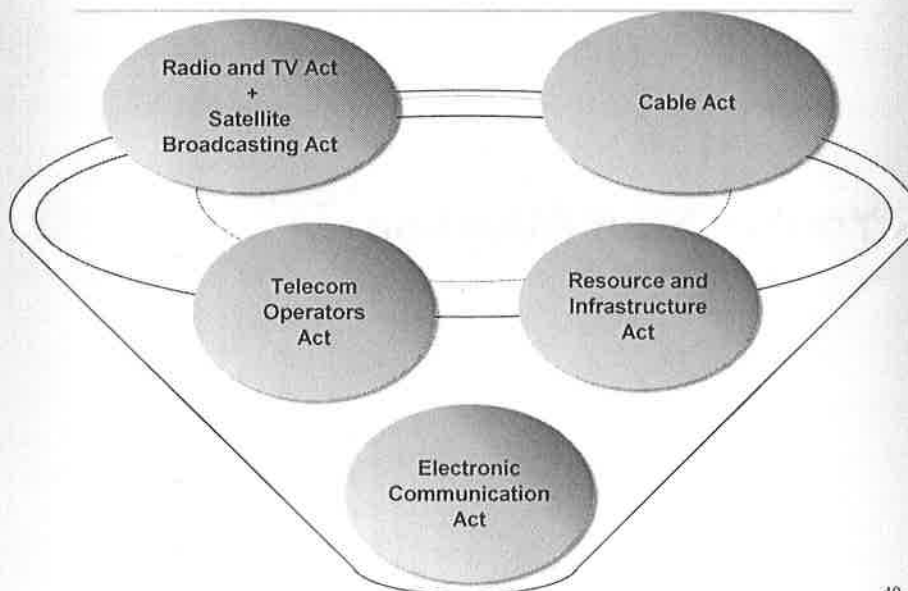 Radio and TV Act
+
Satellite
Broadcasting Act
Cable Act
Telecom
Operators
Act
Resource and
Infrastructure
Act
Electronic
Communication
Act